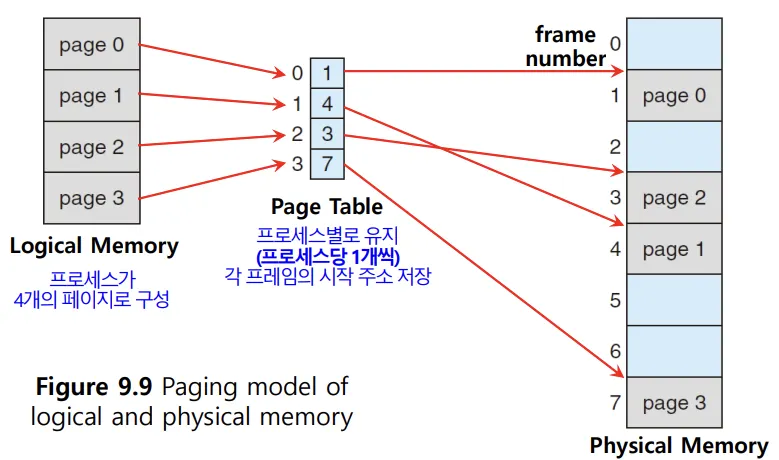 page 0
page 1
page 2
page 3
Logical Memory
프로세스가
4개의 페이지로 구성
0 1
1 4
2 3
3 7
Page Table
프로세스별로 유지
(프로세스당 1개씩)
각 프레임의 시작 주소 저장
frame
number
0
1 page 0
2
3 page 2
4 page 1
5
6
7 page 3
Physical Memory
Figure 9.9 Paging model of
logical and physical memory